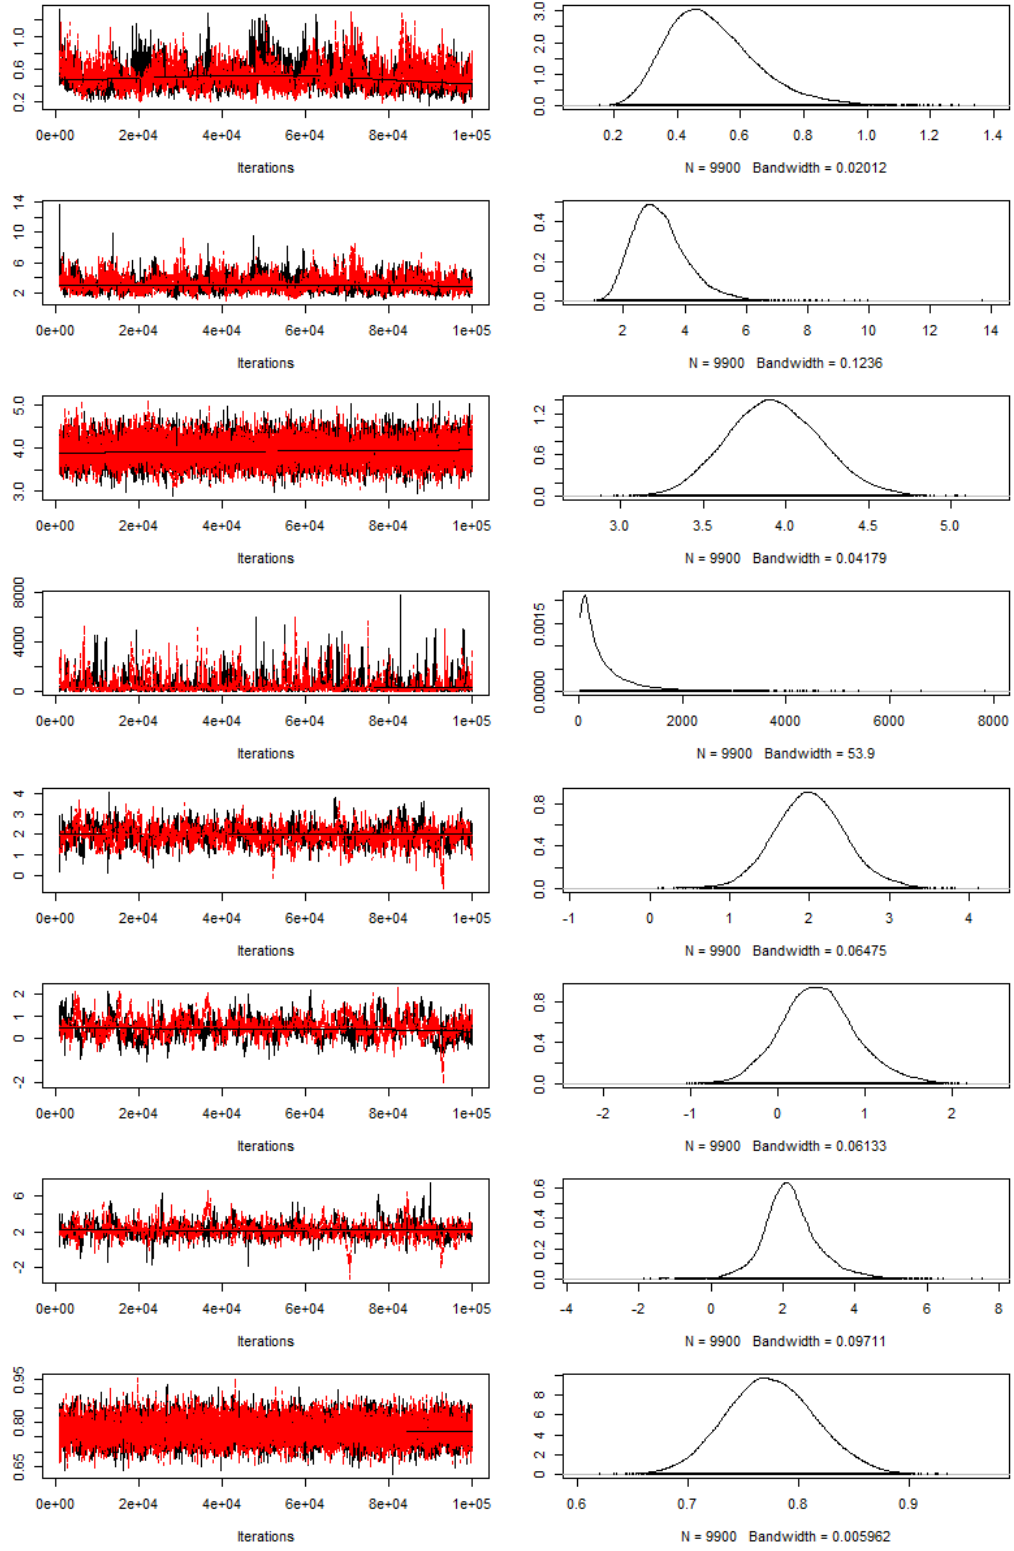 1.0
0.6
0.2
0e+00 2e+04 4e+04 6e+04 8e+04 1e+05
Iterations
3.0
2.0
1.0
0.0
0.2 0.4 0.6 0.8 1.0 1.2 1.4
N = 9900 Bandwidth = 0.02012
14
10
6
2
0e+00 2e+04 4e+04 6e+04 8e+04 1e+05
Iterations
0.4
0.2
0.0
2 4 6 8 10 12 14
N = 9900 Bandwidth = 0.1236
5.0
4.0
3.0
0e+00 2e+04 4e+04 6e+04 8e+04 1e+05
Iterations
1.2
0.6
0.0
3.0 3.5 4.0 4.5 5.0
N = 9900 Bandwidth = 0.04179
8000
4000
0
0e+00 2e+04 4e+04 6e+04 8e+04 1e+05
Iterations
0.0015
0.0000
0 2000 4000 6000 8000
N = 9900 Bandwidth = 53.9
4
3
2
1
0
0e+00 2e+04 4e+04 6e+04 8e+04 1e+05
Iterations
0.8
0.4
0.0
-1 0 1 2 3 4
N = 9900 Bandwidth = 0.06475
2
1
0
-2
0e+00 2e+04 4e+04 6e+04 8e+04 1e+05
Iterations
0.8
0.4
0.0
-2 -1 0 1 2
N = 9900 Bandwidth = 0.06133
6
2
-2
0e+00 2e+04 4e+04 6e+04 8e+04 1e+05
Iterations
0.6
0.4
0.2
0.0
-4 -2 0 2 4 6 8
N = 9900 Bandwidth = 0.09711
0.95
0.80
0.65
0e+00 2e+04 4e+04 6e+04 8e+04 1e+05
Iterations
8
6
4
2
0
0.6 0.7 0.8 0.9
N = 9900 Bandwidth = 0.005962